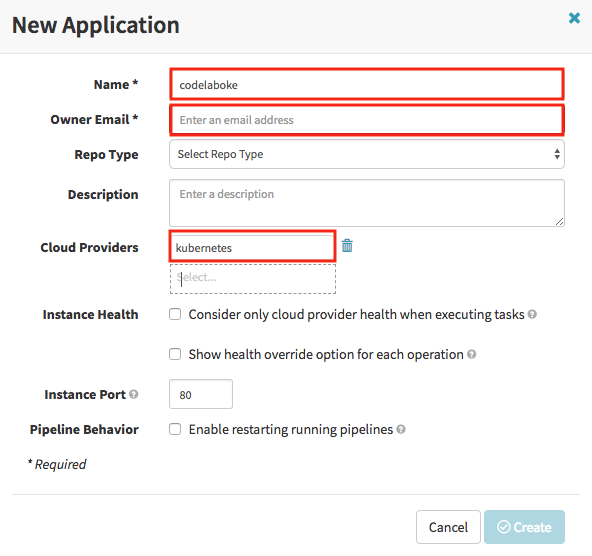 New Application
Name *
codelaboke
Owner Email *
Enter an email address
Repo Type
Select Repo Type
Description
Enter a description
Cloud Providers
kubernetes
Select...
Instance Health
Consider only cloud provider health when executing tasks
Show health override option for each operation
Instance Port
80
Pipeline Behavior
Enable restarting running pipelines
* Required
Cancel
Create